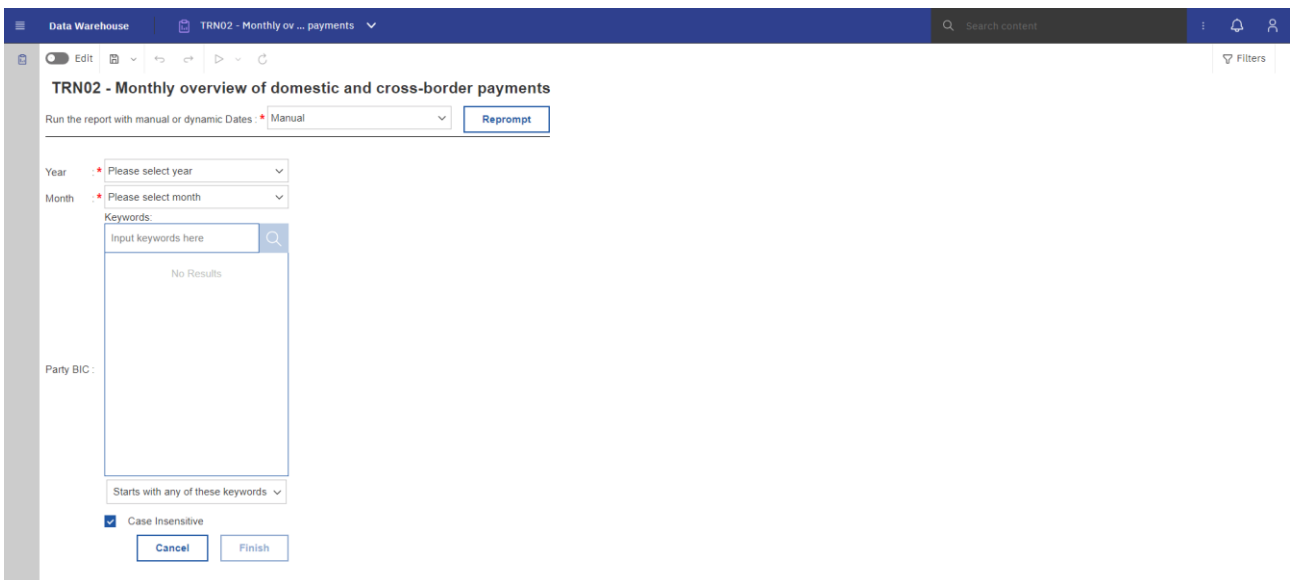 Data Warehouse TRN02 - Monthly ov ... payments Search content
Edit Filters
TRN02 - Monthly overview of domestic and cross-border payments
Run the report with manual or dynamic Dates : * Manual Reprompt
Year : * Please select year
Month : * Please select month
Keywords:
Input keywords here
No Results
Party BIC :
Starts with any of these keywords
Case Insensitive
Cancel Finish